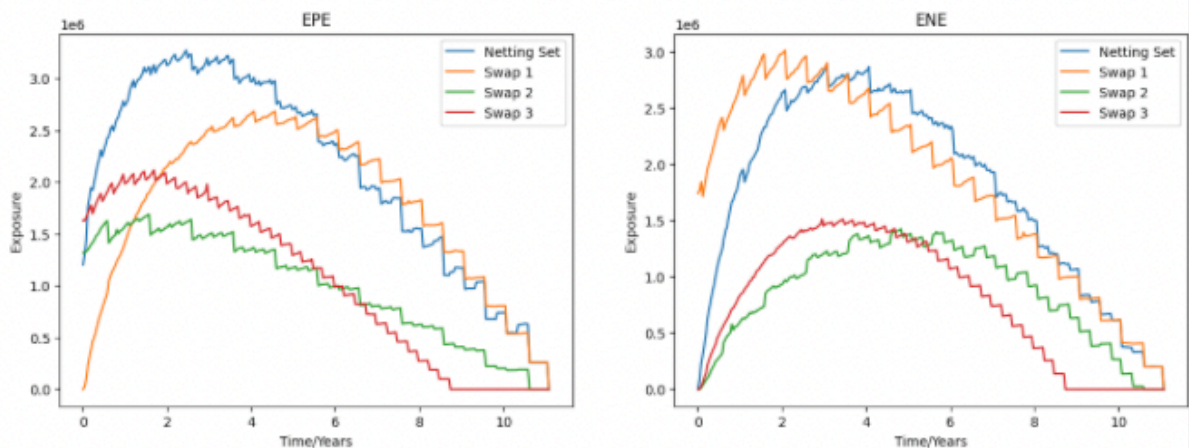 EPE
1e6
Exposure
3.0
2.5
2.0
1.5
1.0
0.5
0.0
Netting Set
Swap 1
Swap 2
Swap 3
0 2 4 6 8 10
Time/Years
ENE
1e6
Exposure
3.0
2.5
2.0
1.5
1.0
0.5
0.0
Netting Set
Swap 1
Swap 2
Swap 3
0 2 4 6 8 10
Time/Years